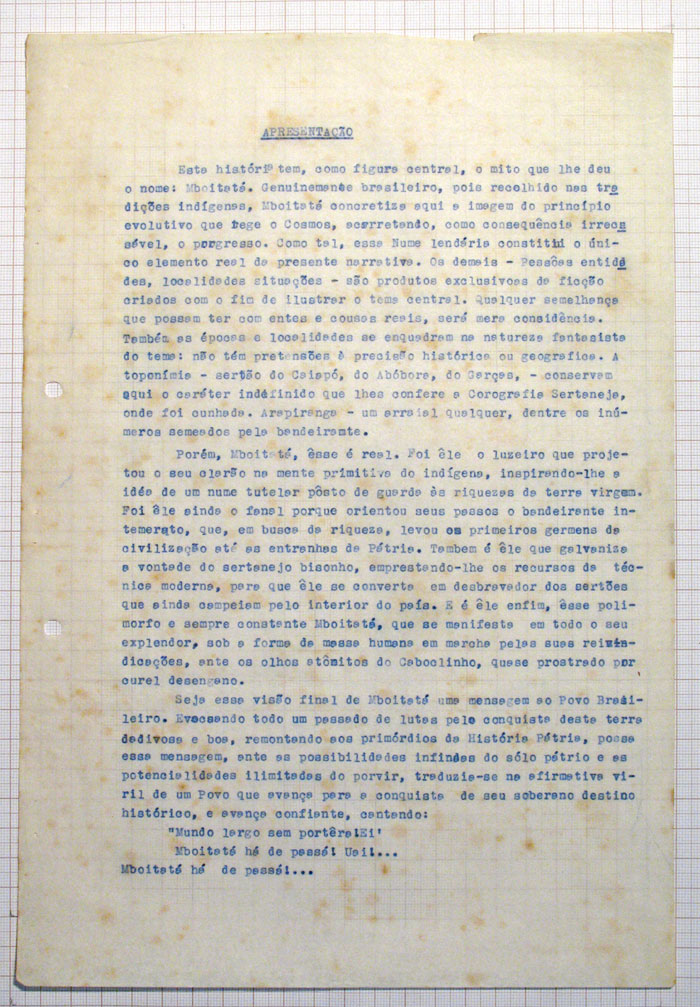 APRESENTAÇÃO
Esta históri tem, como figura central, o mito que lhe deu
o nome: Mboitatá. Genuinemante brasileiro, pois recolhido nas tra
dições indígenas, Mboitatá concretiza aqui a imagem do princípio
evolutivo que rege o Cosmos, acarretando, como consequência irrecs
sável, o porgresso. Como tal, esse Nume lendário constitui o úni-
co elemento real da presente narrativa. Os demais - Pessôas entida
des, localidades situações - são produtos exclusivos da ficção
criados com o fim de ilustrar o tema central. Qualquer semelhança
que possam ter com entes e cousas reais, será mera considência.
Também as épocas e localidades se enquadram na natureza fantasista
do tema: não têm pretensões è precisão histórica ou geografica. A
toponímia - sertão do Caiapó, do Abóbora, do Garças, - conservam
aqui o caráter indéfinido que lhes confere a Corografia Sertaneja,
onde foi cunhada. Arapiranga - um arraial qualquer, dentre os inú-
meros semeados pela bandeirante.
Porém, Mboitatá, êsse é real. Foi êle o luzeiro que proje-
tou o seu clarão na mente primitiva do indígena, inspirando-lhe a
idéa de um nume tutelar pôsto de guarda às riquezas da terra virgem.
Foi êle ainda o fanal porque orientou seus passos o bandeirante in-
temerato, que, em busca da riqueza, levou os primeiros germens da
civilização até as entranhas da Pátria. Tambem é êle que galvaniza
a vontade do sertanejo bisonho, emprestando-lhe os recursos da téc-
nica moderna, para que êle se converta em desbravador dos sertões
que ainda campeiam pelo interior do país. E é êle enfim, êsse poli-
morfo e sempre constante Mboitatá, que se manifesta em todo o seu
explendor, sob a forma da massa humana em marcha pelas suas reivin-
dicações, ante os olhos atômitos do Caboclinho, quase prostrado por
curel desengano.
Seja essa visão final de Mboitatá uma mensagem ao Povo Brasi-
leiro. Evocando todo um passado de lutas pela conquista desta terra
dadivosa e boa, remontando aos primórdios da História Pátria, possa
essa mensagem, ante as possibilidades infindas do sólo pátrio e as
potencialidades ilimitadas do porvir, traduzia-se na afirmativa vi-
ril de um Povo que avança para a conquista de seu soberano destino
histórico, e avança confiante, cantando:
"Mundo largo sem portêra!Ei'
Mboitatá há de passá! Uai!...
Mboitatá há de passá!...